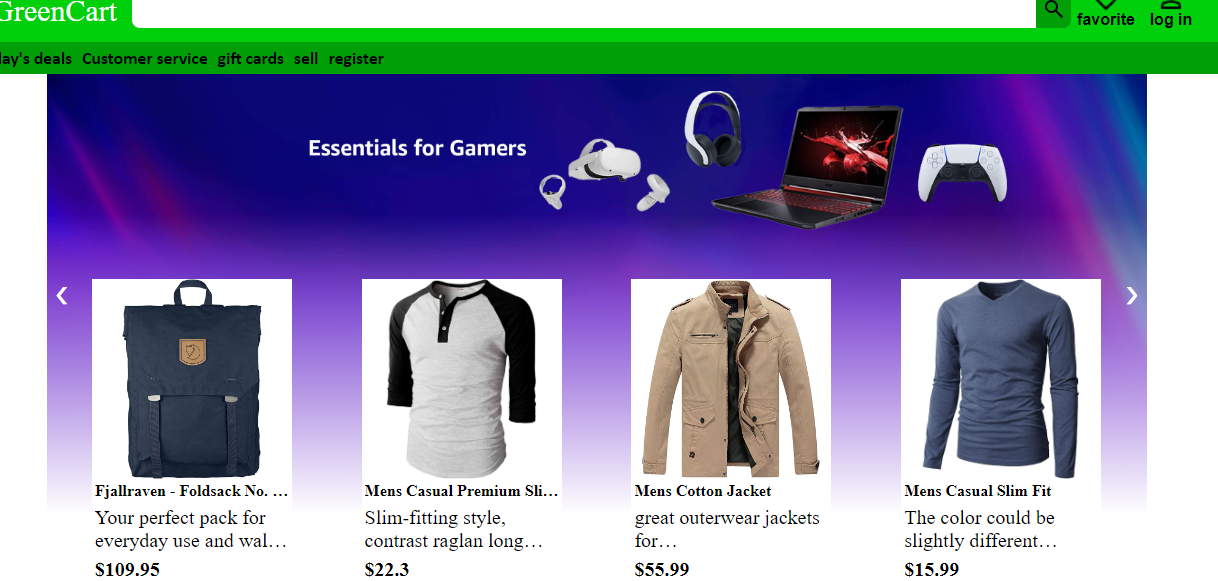 GreenCart
favorite log in
day's deals Customer service gift cards sell register
Essentials for Gamers
Fjallraven - Foldsack No. …
Your perfect pack for
everyday use and wal…
$109.95
Mens Casual Premium Sli…
Slim-fitting style,
contrast raglan long…
$22.3
Mens Cotton Jacket
great outerwear jackets
for…
$55.99
Mens Casual Slim Fit
The color could be
slightly different…
$15.99